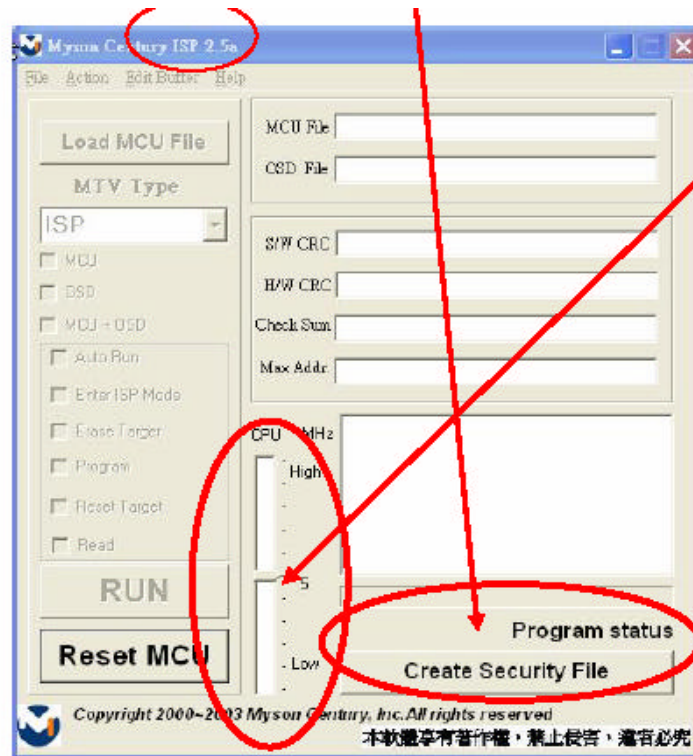 Myson Century ISP 2.5a
File Action Edit Buffer Help
Load MCU File
MTV Type
ISP
MCU
OSD
MCU + OSD
Auto Run
Enter ISP Mode
Erase Target
Program
Reset Target
Read
RUN
Reset MCU
MCU File
OSD File
S/W CRC
H/W CRC
Check Sum
Max Addr.
CPU MHz
High
5
Low
Program status
Create Security File
Copyright 2000~2003 Myson Century, Inc. All rights reserved
本軟體享有著作權，禁止侵害，違者必究